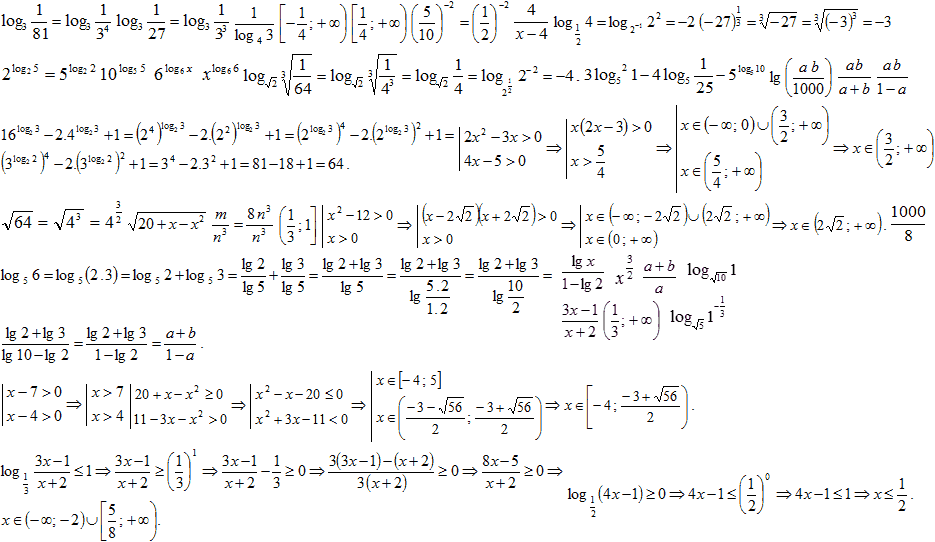 log₃ 1/81 = log₃ 1/3⁴ log₃ 1/27 = log₃ 1/3³ 1/(log₄ 3) [-1/4; +∞) [1/4; +∞) (5/10)⁻² = (1/2)⁻² 4/(x-4) log_{1/2} 4 = log_{2⁻¹} 2² = -2 (-27)^{1/3} = ∛(-27) = ∛((-3)³) = -3
2^{log₂ 5} = 5^{log₂ 2} 10^{log₅ 5} 6^{log₆ x} x^{log₆ 6} log_{√2} ∛(1/64) = log_{√2} ∛(1/4³) = log_{√2} 1/4 = log_{2^{1/2}} 2⁻² = -4. 3log₅² 1 - 4log₅ 1/25 - 5^{log₅ 10} lg(ab/1000) ab/(a+b) ab/(1-a)
16^{log₂ 3} - 2.4^{log₂ 3} + 1 = (2⁴)^{log₂ 3} - 2.(2²)^{log₂ 3} + 1 = (2^{log₂ 3})⁴ - 2.(2^{log₂ 3})² + 1 = | 2x² - 3x > 0 | 4x - 5 > 0 ⇒ | x(2x-3) > 0 | x > 5/4 ⇒ | x∈(-∞; 0)∪(3/2; +∞) | x∈(5/4; +∞) ⇒ x∈(3/2; +∞)
(3^{log₂ 2})⁴ - 2.(3^{log₂ 2})² + 1 = 3⁴ - 2.3² + 1 = 81 - 18 + 1 = 64.
√64 = √(4³) = 4^{3/2} √(20+x-x²) m/n³ = 8n³/n³ (1/3; 1] | x² - 12 > 0 | x > 0 ⇒ | (x-2√2)(x+2√2) > 0 | x > 0 ⇒ | x∈(-∞; -2√2)∪(2√2; +∞) | x∈(0; +∞) ⇒ x∈(2√2; +∞). 1000/8
log₅ 6 = log₅(2.3) = log₅ 2 + log₅ 3 = lg 2/lg 5 + lg 3/lg 5 = (lg 2+lg 3)/lg 5 = (lg 2+lg 3)/(lg 5.2/1.2) = (lg 2+lg 3)/(lg 10/2) = lg x/(1-lg 2) x^{3/2} (a+b)/a log_{√10} 1
(3x-1)/(x+2) (1/3; +∞) log_{√5} 1^{-1/3}
(lg 2+lg 3)/(lg 10-lg 2) = (lg 2+lg 3)/(1-lg 2) = (a+b)/(1-a).
| x-7 > 0 | x-4 > 0 ⇒ | x > 7 | x > 4 | 20+x-x² ≥ 0 | 11-3x-x² > 0 ⇒ | x²-x-20 ≤ 0 | x²+3x-11 < 0 ⇒ | x∈[-4; 5] | x∈((-3-√56)/2; (-3+√56)/2) ⇒ x∈[-4; (-3+√56)/2).
log_{1/3} (3x-1)/(x+2) ≤ 1 ⇒ (3x-1)/(x+2) ≥ (1/3)¹ ⇒ (3x-1)/(x+2) - 1/3 ≥ 0 ⇒ (3(3x-1)-(x+2))/(3(x+2)) ≥ 0 ⇒ (8x-5)/(x+2) ≥ 0 ⇒
x∈(-∞; -2)∪[5/8; +∞).
log_{1/2}(4x-1) ≥ 0 ⇒ 4x-1 ≤ (1/2)⁰ ⇒ 4x-1 ≤ 1 ⇒ x ≤ 1/2.